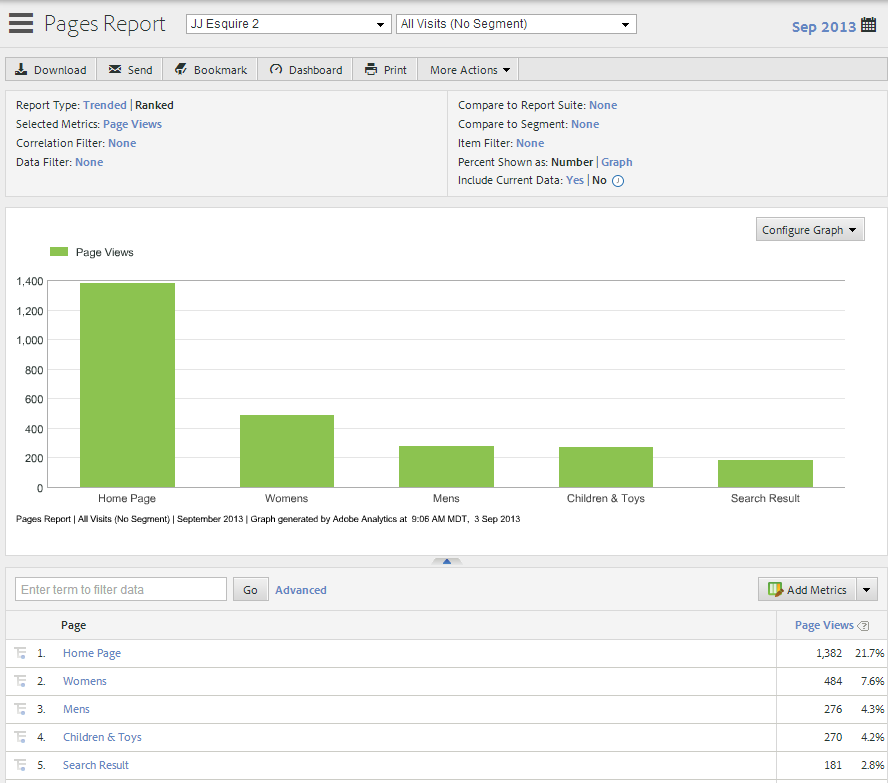 Pages Report JJ Esquire 2 All Visits (No Segment) Sep 2013
Download Send Bookmark Dashboard Print More Actions
Report Type: Trended | Ranked
Selected Metrics: Page Views
Correlation Filter: None
Data Filter: None
Compare to Report Suite: None
Compare to Segment: None
Item Filter: None
Percent Shown as: Number | Graph
Include Current Data: Yes | No
Configure Graph
Page Views
1,400
1,200
1,000
800
600
400
200
0
Home Page Womens Mens Children & Toys Search Result
Pages Report | All Visits (No Segment) | September 2013 | Graph generated by Adobe Analytics at 9:06 AM MDT, 3 Sep 2013
Enter term to filter data Go Advanced Add Metrics
Page Page Views ?
1. Home Page 1,382 21.7%
2. Womens 484 7.6%
3. Mens 276 4.3%
4. Children & Toys 270 4.2%
5. Search Result 181 2.8%